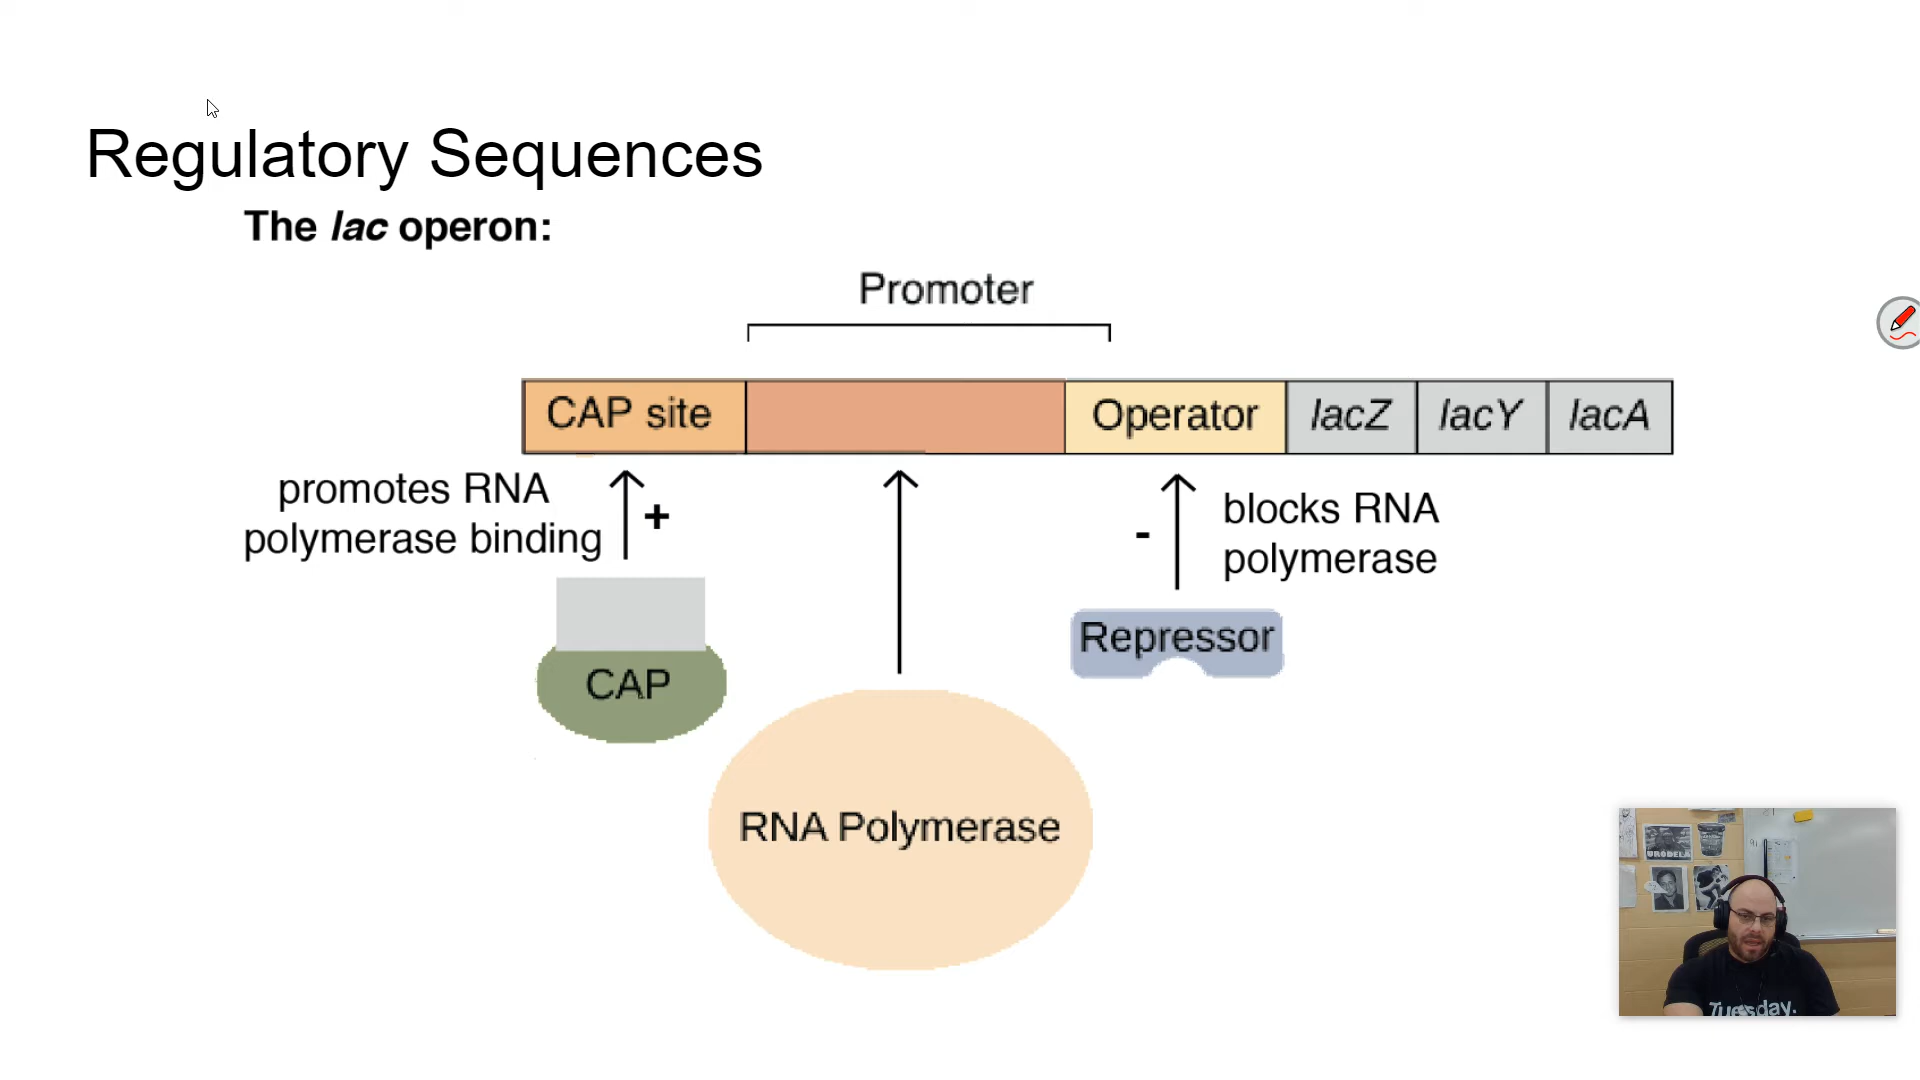 Regulatory Sequences
The lac operon:
Promoter
CAP site
Operator
lacZ
lacY
lacA
promotes RNA
polymerase binding
+
-
blocks RNA
polymerase
CAP
Repressor
RNA Polymerase
URODELA
Tuesday.